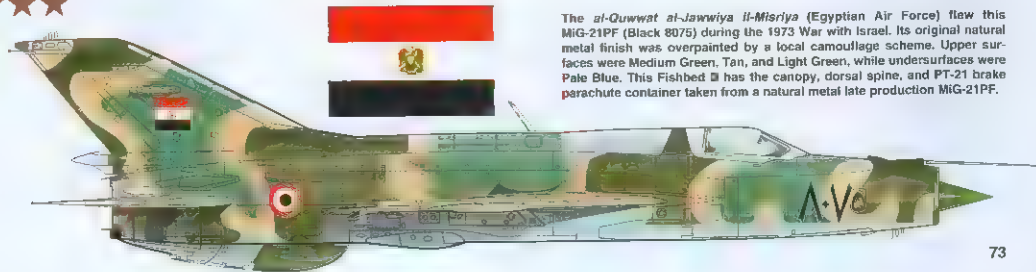 The al-Quwwat al-Jawwiya il-Misriya (Egyptian Air Force) flew this
MiG-21PF (Black 8075) during the 1973 War with Israel. Its original natural
metal finish was overpainted by a local camouflage scheme. Upper sur-
faces were Medium Green, Tan, and Light Green, while undersurfaces were
Pale Blue. This Fishbed D has the canopy, dorsal spine, and PT-21 brake
parachute container taken from a natural metal late production MiG-21PF.
٨٠٧٥
73